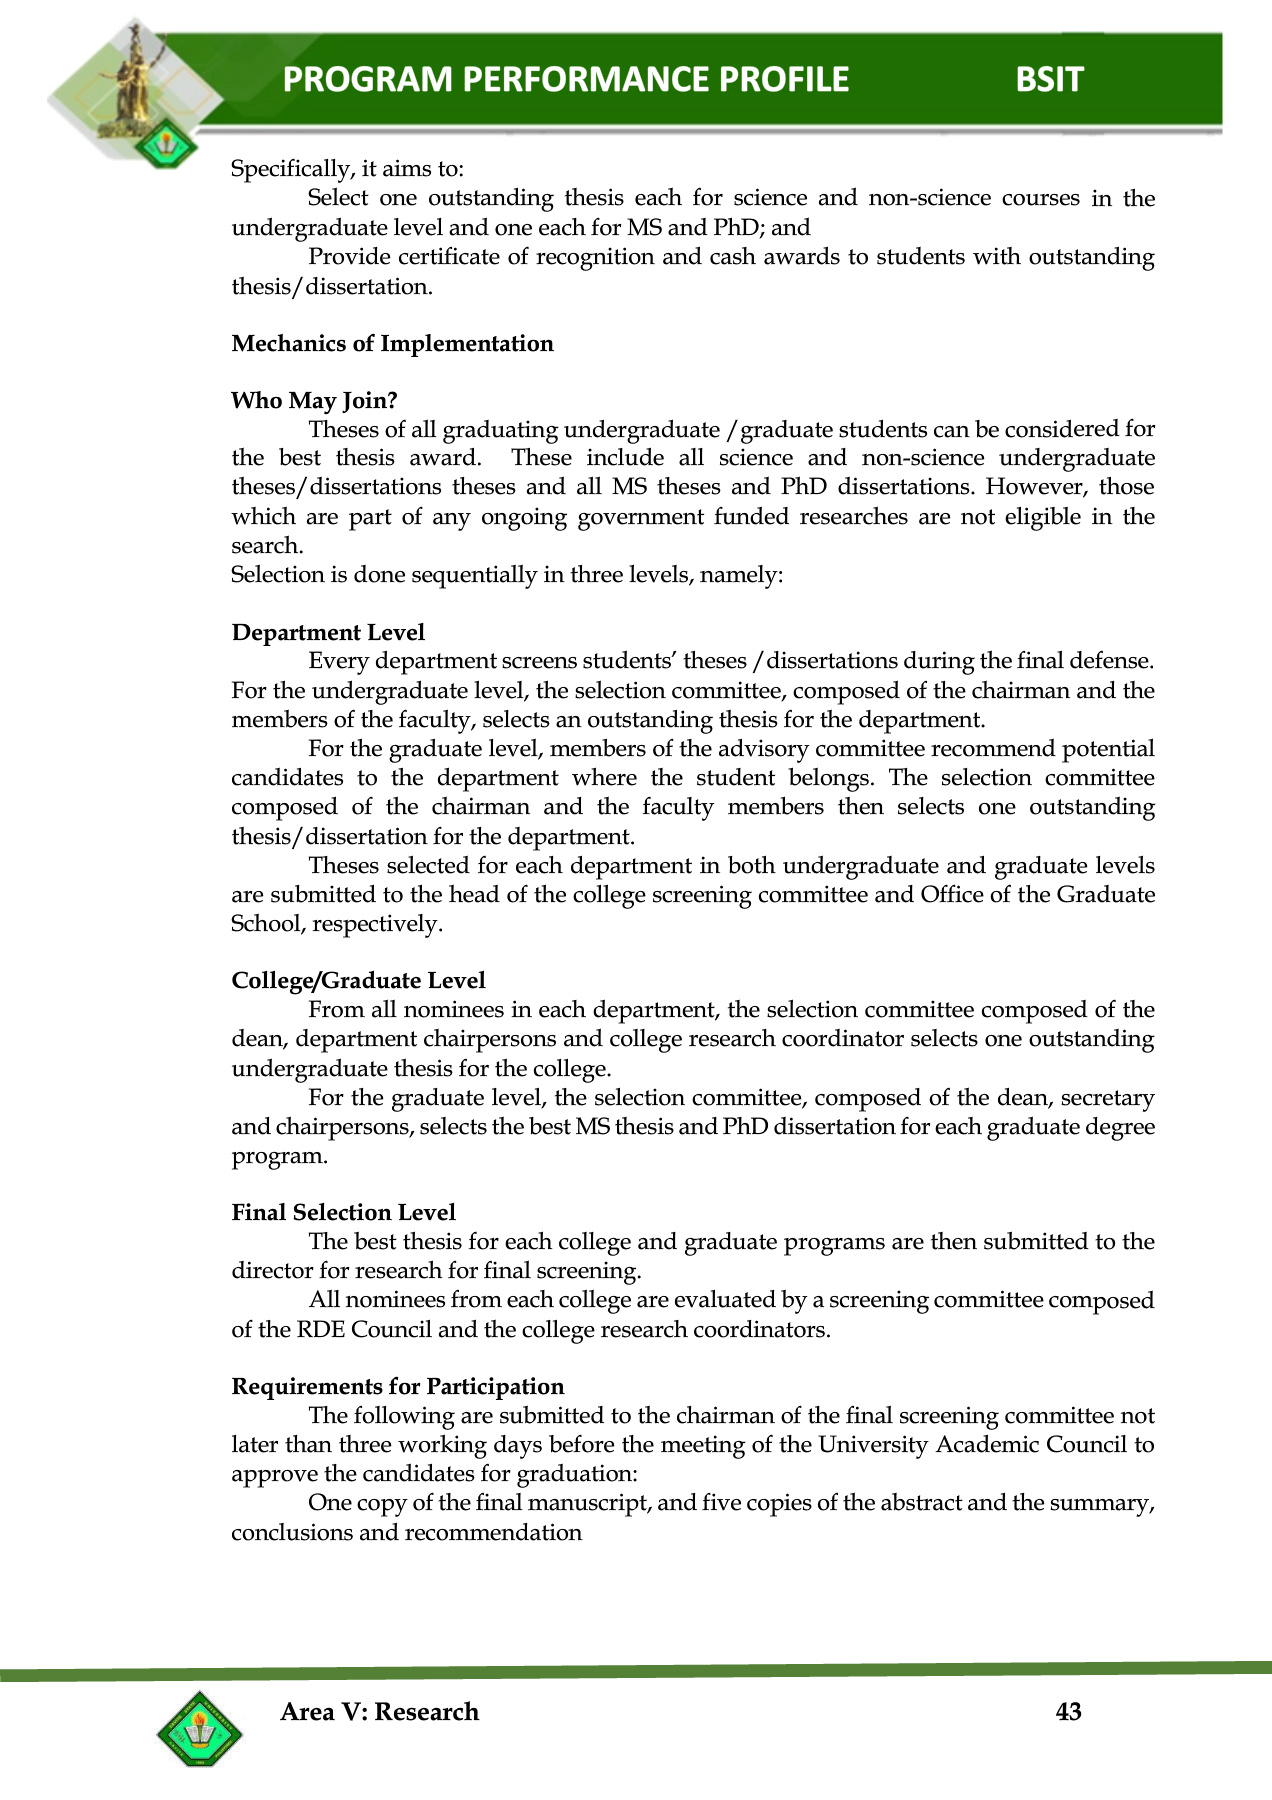 PROGRAM PERFORMANCE PROFILE BSIT
Specifically, it aims to:
Select one outstanding thesis each for science and non-science courses in the
undergraduate level and one each for MS and PhD; and
Provide certificate of recognition and cash awards to students with outstanding
thesis/dissertation.
Mechanics of Implementation
Who May Join?
Theses of all graduating undergraduate /graduate students can be considered for
the best thesis award. These include all science and non-science undergraduate
theses/dissertations theses and all MS theses and PhD dissertations. However, those
which are part of any ongoing government funded researches are not eligible in the
search.
Selection is done sequentially in three levels, namely:
Department Level
Every department screens students’ theses /dissertations during the final defense.
For the undergraduate level, the selection committee, composed of the chairman and the
members of the faculty, selects an outstanding thesis for the department.
For the graduate level, members of the advisory committee recommend potential
candidates to the department where the student belongs. The selection committee
composed of the chairman and the faculty members then selects one outstanding
thesis/dissertation for the department.
Theses selected for each department in both undergraduate and graduate levels
are submitted to the head of the college screening committee and Office of the Graduate
School, respectively.
College/Graduate Level
From all nominees in each department, the selection committee composed of the
dean, department chairpersons and college research coordinator selects one outstanding
undergraduate thesis for the college.
For the graduate level, the selection committee, composed of the dean, secretary
and chairpersons, selects the best MS thesis and PhD dissertation for each graduate degree
program.
Final Selection Level
The best thesis for each college and graduate programs are then submitted to the
director for research for final screening.
All nominees from each college are evaluated by a screening committee composed
of the RDE Council and the college research coordinators.
Requirements for Participation
The following are submitted to the chairman of the final screening committee not
later than three working days before the meeting of the University Academic Council to
approve the candidates for graduation:
One copy of the final manuscript, and five copies of the abstract and the summary,
conclusions and recommendation
Area V: Research 43